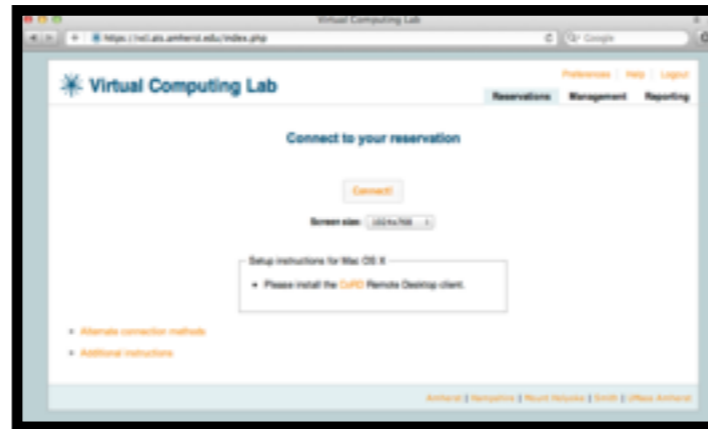 Virtual Computing Lab
Google
Preferences | Help | Logout
Virtual Computing Lab
Reservations Management Reporting
Connect to your reservation
Connect!
Screen size: 1024x768
Setup instructions for Mac OS X
• Please install the CoRD Remote Desktop client.
Alternate connection methods
Additional instructions
Amherst | Hampshire | Mount Holyoke | Smith | UMass Amherst